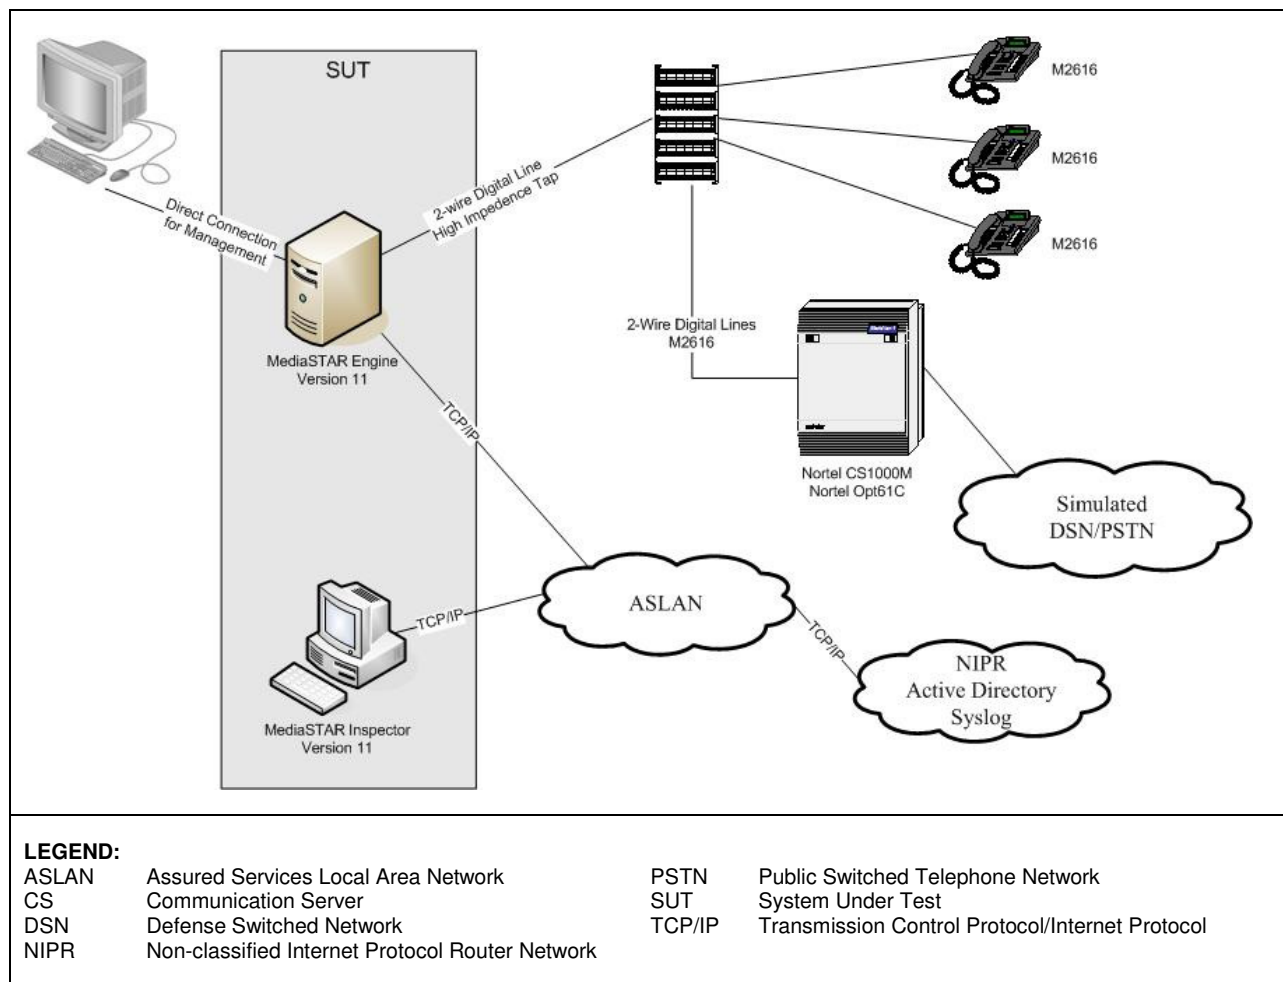 SUT
M2616
M2616
M2616
2-wire Digital Line
High Impedence Tap
Direct Connection
for Management
MediaSTAR Engine
Version 11
2-Wire Digital Lines
M2616
Nortel CS1000M
Nortel Opt61C
TCP/IP
Simulated
DSN/PSTN
ASLAN
TCP/IP
TCP/IP
NIPR
Active Directory
Syslog
MediaSTAR Inspector
Version 11
LEGEND:
ASLAN Assured Services Local Area Network
CS Communication Server
DSN Defense Switched Network
NIPR Non-classified Internet Protocol Router Network
PSTN Public Switched Telephone Network
SUT System Under Test
TCP/IP Transmission Control Protocol/Internet Protocol